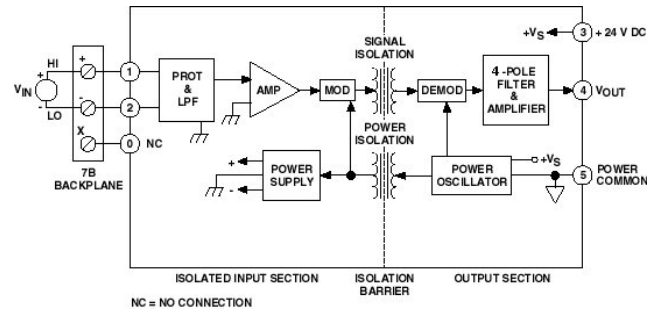 SIGNAL
ISOLATION
+VS
3
+ 24 V DC
HI
+
1
PROT
&
LPF
AMP
MOD
DEMOD
4 -POLE
FILTER
&
AMPLIFIER
4
VOUT
VIN
+
-
LO
-
2
X
0
NC
7B
BACKPLANE
POWER
ISOLATION
+
-
POWER
SUPPLY
POWER
OSCILLATOR
+VS
5
POWER
COMMON
ISOLATED INPUT SECTION
ISOLATION
BARRIER
OUTPUT SECTION
NC = NO CONNECTION